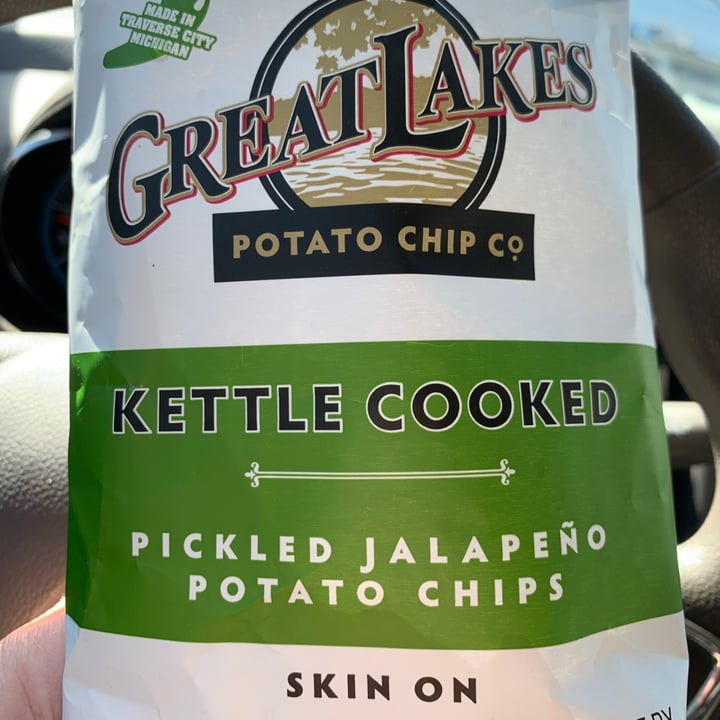 MADE IN
TRAVERSE CITY
MICHIGAN
GREAT LAKES
POTATO CHIP CO
KETTLE COOKED
PICKLED JALAPEÑO
POTATO CHIPS
SKIN ON